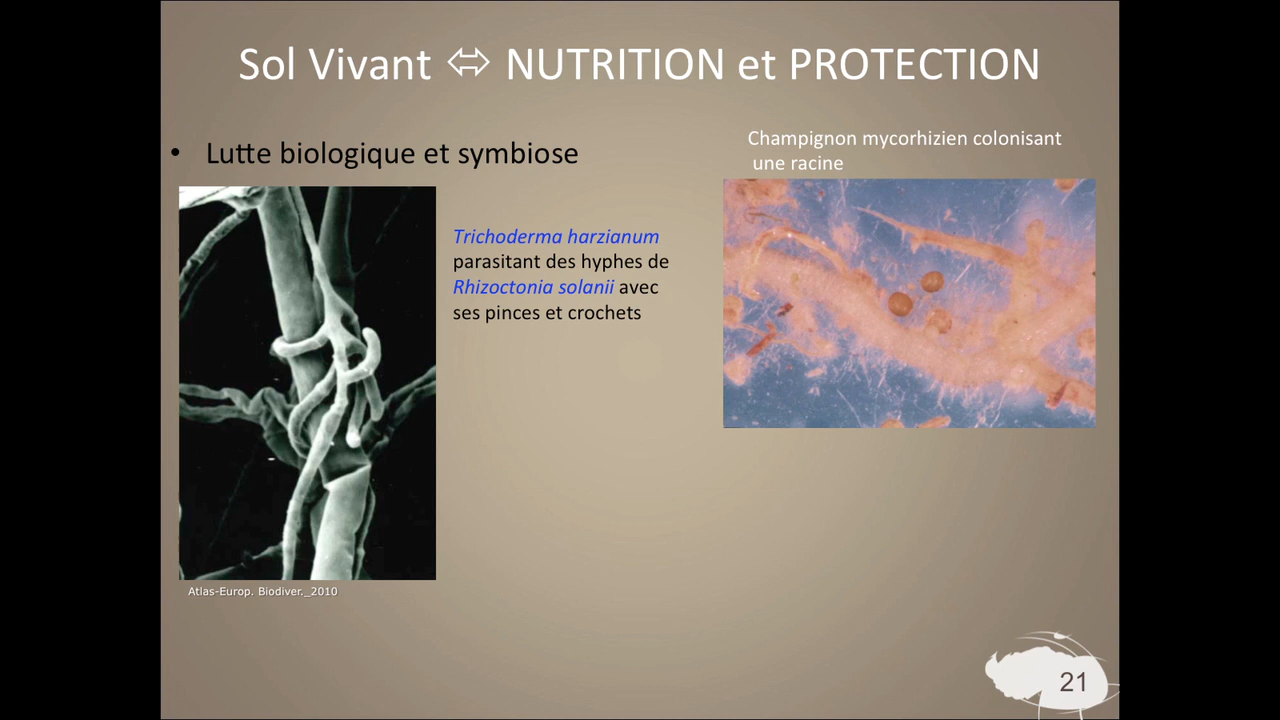 Sol Vivant ⬄ NUTRITION et PROTECTION
• Lutte biologique et symbiose
Champignon mycorhizien colonisant
une racine
Trichoderma harzianum
parasitant des hyphes de
Rhizoctonia solanii avec
ses pinces et crochets
Atlas-Europ. Biodiver._2010
21